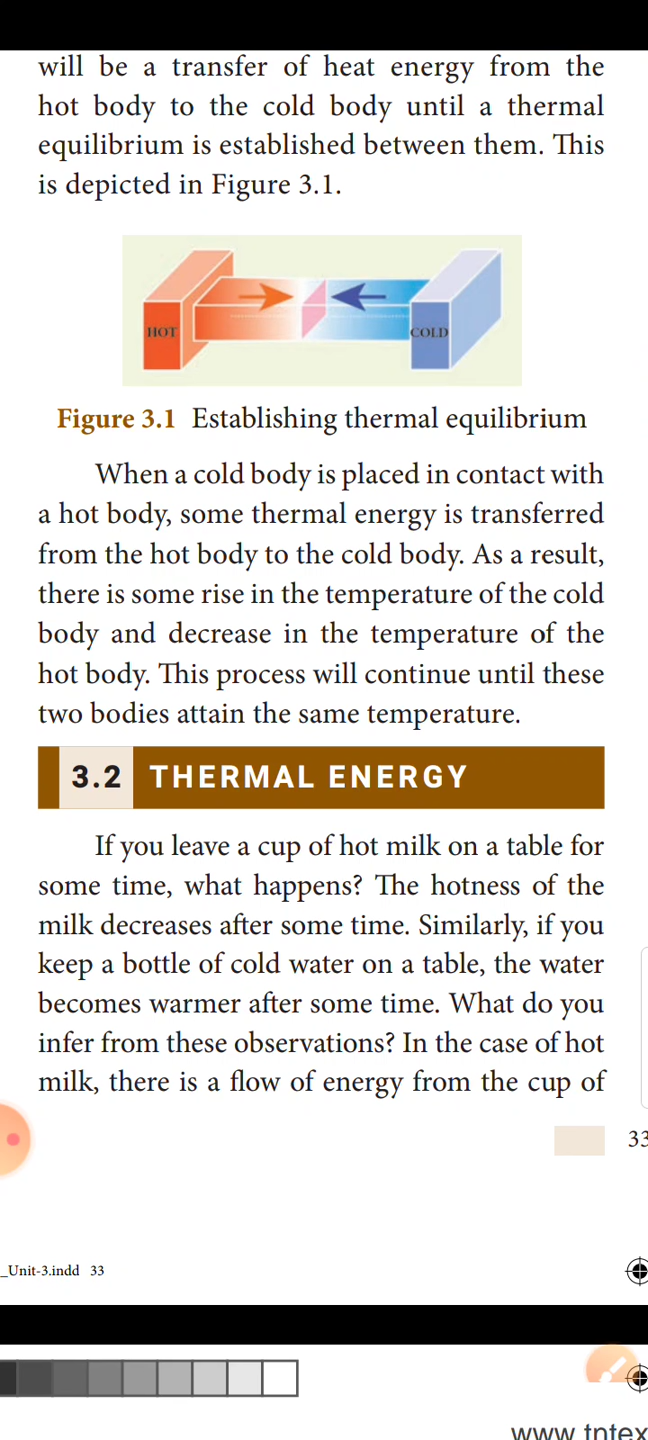 will be a transfer of heat energy from the
hot body to the cold body until a thermal
equilibrium is established between them. This
is depicted in Figure 3.1.
HOT
COLD
Figure 3.1 Establishing thermal equilibrium
When a cold body is placed in contact with
a hot body, some thermal energy is transferred
from the hot body to the cold body. As a result,
there is some rise in the temperature of the cold
body and decrease in the temperature of the
hot body. This process will continue until these
two bodies attain the same temperature.
3.2 THERMAL ENERGY
If you leave a cup of hot milk on a table for
some time, what happens? The hotness of the
milk decreases after some time. Similarly, if you
keep a bottle of cold water on a table, the water
becomes warmer after some time. What do you
infer from these observations? In the case of hot
milk, there is a flow of energy from the cup of
33
_Unit-3.indd 33
www.tntex